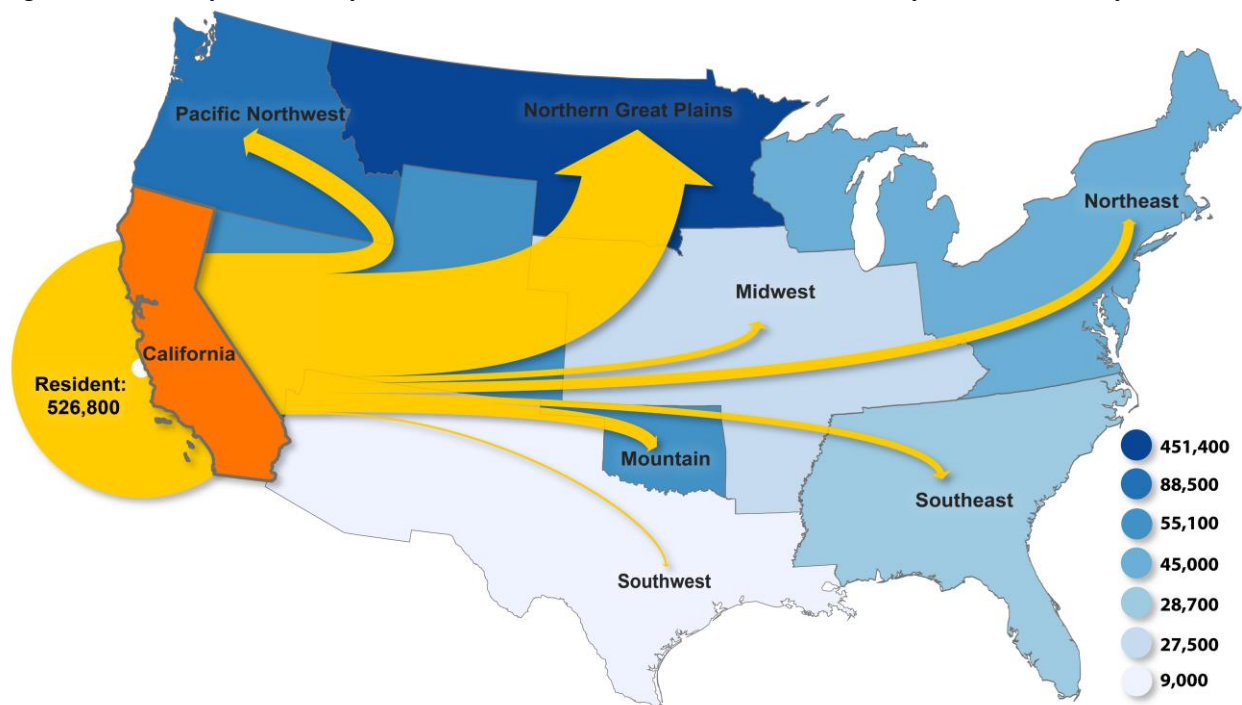 Pacific Northwest
Northern Great Plains
Northeast
Midwest
California
Resident:
526,800
Mountain
Southeast
Southwest
451,400
88,500
55,100
45,000
28,700
27,500
9,000